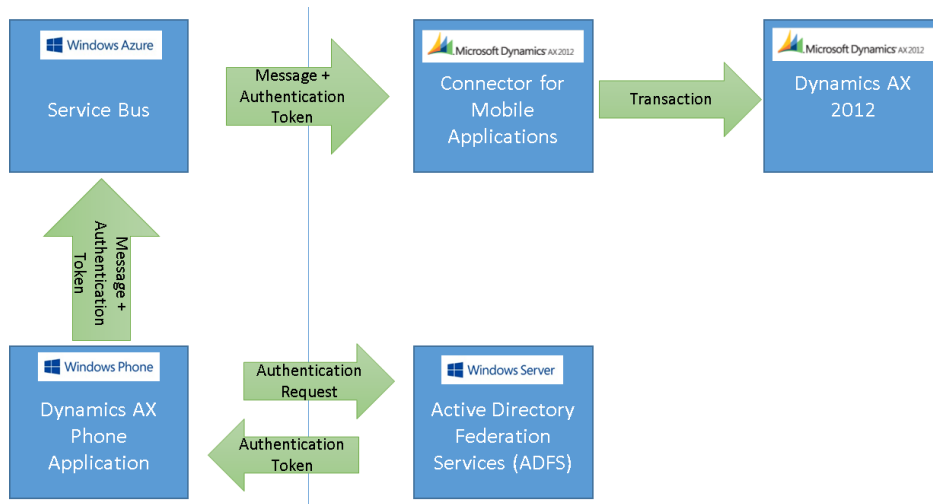 Windows Azure
Service Bus
Message +
Authentication
Token
Microsoft Dynamics AX 2012
Connector for
Mobile
Applications
Transaction
Microsoft Dynamics AX 2012
Dynamics AX
2012
Message +
Authentication
Token
Windows Phone
Dynamics AX
Phone
Application
Authentication
Request
Authentication
Token
Windows Server
Active Directory
Federation
Services (ADFS)